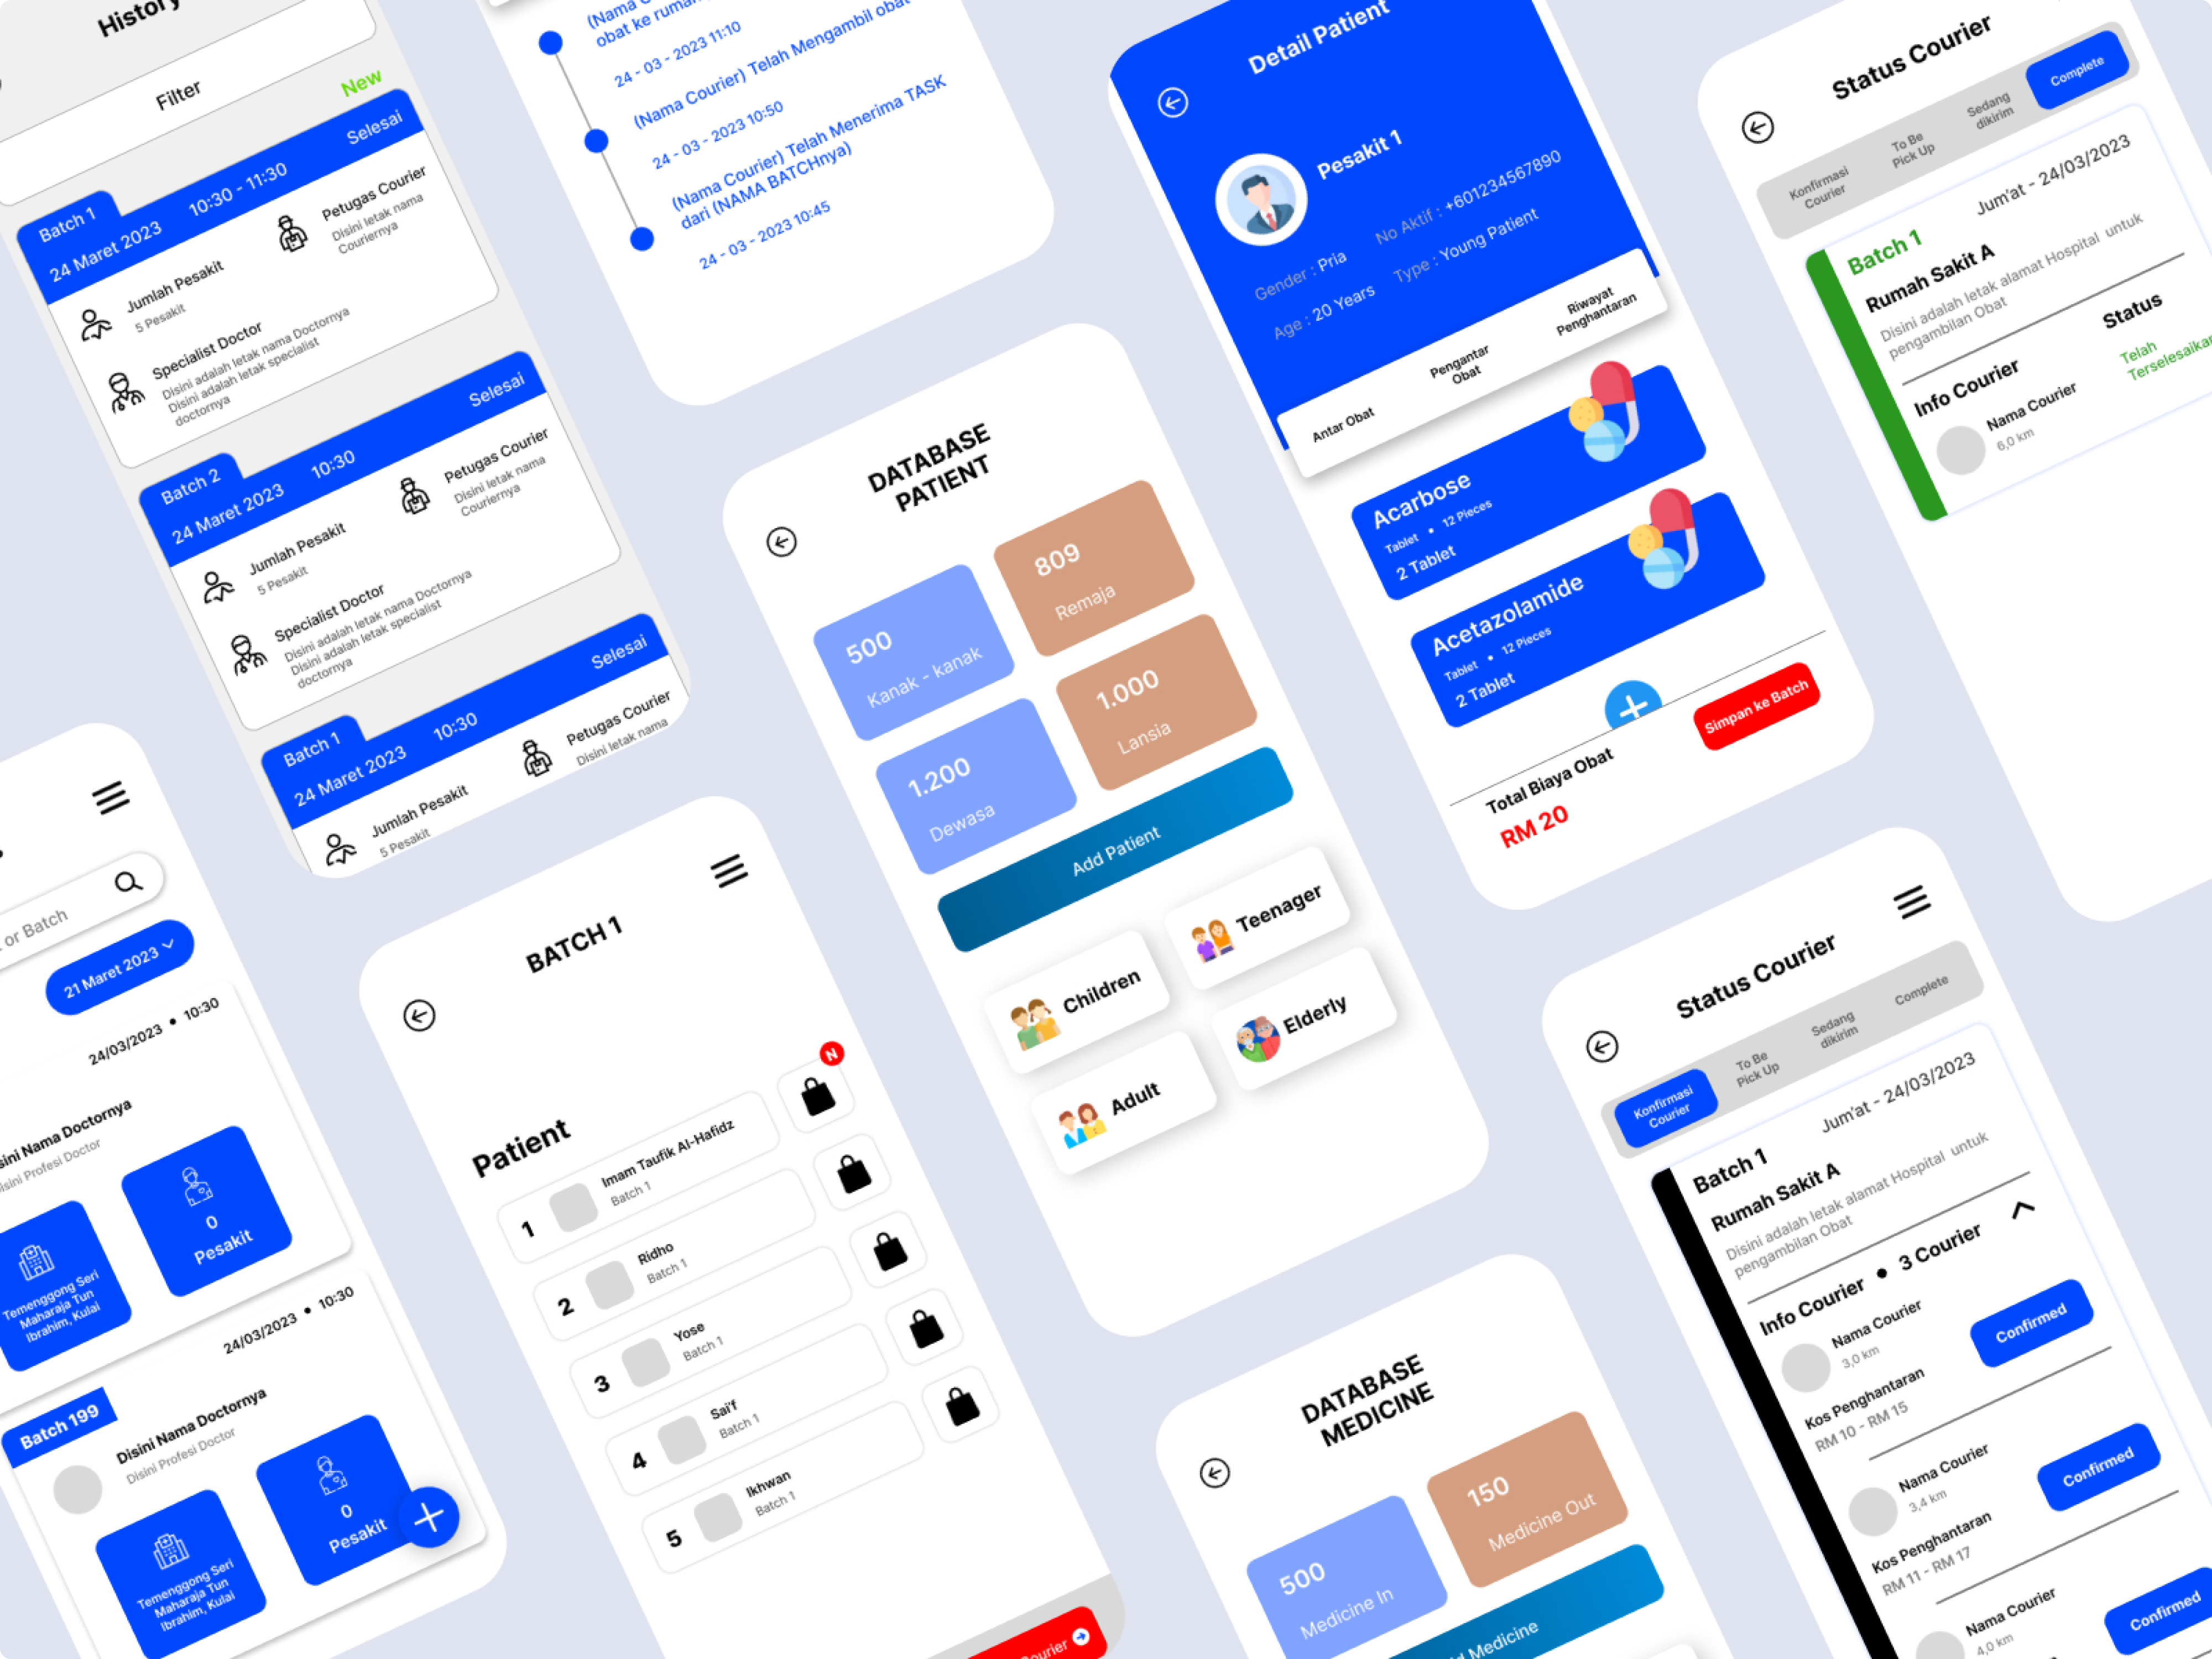 History
Filter
New
Batch 1
Selesai
24 Maret 2023
10:30 - 11:30
Jumlah Pesakit
5 Pesakit
Petugas Courier
Disini letak nama
Couriernya
Specialist Doctor
Disini adalah letak nama Doctornya
Disini adalah letak specialist
doctornya
Batch 2
Selesai
24 Maret 2023
10:30
Jumlah Pesakit
5 Pesakit
Petugas Courier
Disini letak nama
Couriernya
Specialist Doctor
Disini adalah letak nama Doctornya
Disini adalah letak specialist
doctornya
Batch 1
Selesai
24 Maret 2023
10:30
Jumlah Pesakit
5 Pesakit
Petugas Courier
Disini letak nama
(Nama
obat ke rumah
24 - 03 - 2023 11:10
(Nama Courier) Telah Mengambil obat
24 - 03 - 2023 10:50
(Nama Courier) Telah Menerima TASK
dari (NAMA BATCHnya)
24 - 03 - 2023 10:45
or Batch
21 Maret 2023
24/03/2023 • 10:30
Nama Doctornya
Profesi Doctor
Temenggong Seri
Maharaja Tun
Ibrahim, Kulai
0
Pesakit
Batch 199
24/03/2023 • 10:30
Disini Nama Doctornya
Disini Profesi Doctor
Temenggong Seri
Maharaja Tun
Ibrahim, Kulai
0
Pesakit
BATCH 1
Patient
N
1
Imam Taufik Al-Hafidz
Batch 1
2
Ridho
Batch 1
3
Yose
Batch 1
4
Sai'f
Batch 1
5
Ikhwan
Batch 1
DATABASE
PATIENT
500
Kanak - kanak
809
Remaja
1.200
Dewasa
1.000
Lansia
Add Patient
Children
Teenager
Adult
Elderly
Detail Patient
Pesakit 1
Gender : Pria
No Aktif : +601234567890
Age : 20 Years
Type : Young Patient
Antar Obat
Pengantar
Obat
Riwayat
Penghantaran
Acarbose
Tablet • 12 Pieces
2 Tablet
Acetazolamide
Tablet • 12 Pieces
2 Tablet
Total Biaya Obat
RM 20
Simpan ke Batch
DATABASE
MEDICINE
500
Medicine In
150
Medicine Out
Medicine
Status Courier
Konfirmasi
Courier
To Be
Pick Up
Sedang
dikirim
Complete
Batch 1
Jum'at - 24/03/2023
Rumah Sakit A
Disini adalah letak alamat Hospital untuk
pengambilan Obat
Info Courier
Status
Nama Courier
6,0 km
Telah
Terselesaikan
Status Courier
Konfirmasi
Courier
To Be
Pick Up
Sedang
dikirim
Complete
Batch 1
Jum'at - 24/03/2023
Rumah Sakit A
Disini adalah letak alamat Hospital untuk
pengambilan Obat
Info Courier • 3 Courier
Nama Courier
3,0 km
Confirmed
Kos Penghantaran
RM 10 - RM 15
Nama Courier
3,4 km
Confirmed
Kos Penghantaran
RM 11 - RM 17
Nama Courier
4,0 km
Confirmed